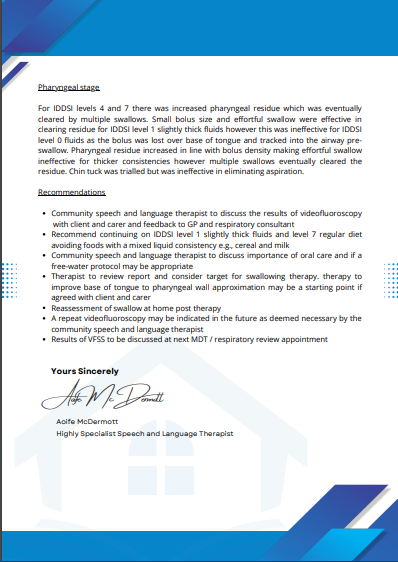 Pharyngeal stage
For IDDSI levels 4 and 7 there was increased pharyngeal residue which was eventually
cleared by multiple swallows. Small bolus size and effortful swallow were effective in
clearing residue for IDDSI level 1 slightly thick fluids however this was ineffective for IDDSI
level 0 fluids as the bolus was lost over base of tongue and tracked into the airway pre-
swallow. Pharyngeal residue increased in line with bolus density making effortful swallow
ineffective for thicker consistencies however multiple swallows eventually cleared the
residue. Chin tuck was trialled but was ineffective in eliminating aspiration.
Recommendations
• Community speech and language therapist to discuss the results of videofluoroscopy
with client and carer and feedback to GP and respiratory consultant
• Recommend continuing on IDDSI level 1 slightly thick fluids and level 7 regular diet
avoiding foods with a mixed liquid consistency e.g., cereal and milk
• Community speech and language therapist to discuss importance of oral care and if a
free-water protocol may be appropriate
• Therapist to review report and consider target for swallowing therapy. therapy to
improve base of tongue to pharyngeal wall approximation may be a starting point if
agreed with client and carer
• Reassessment of swallow at home post therapy
• A repeat videofluoroscopy may be indicated in the future as deemed necessary by the
community speech and language therapist
• Results of VFSS to be discussed at next MDT / respiratory review appointment
Yours Sincerely
Aoife McDermott
Aoife McDermott
Highly Specialist Speech and Language Therapist